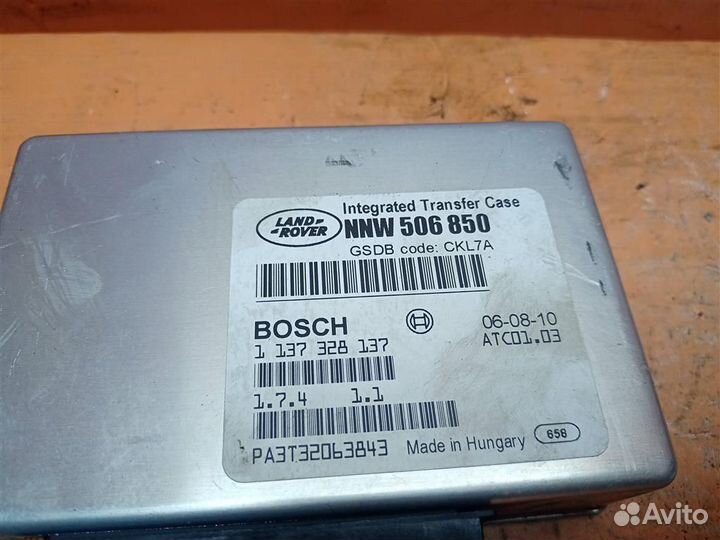 LAND-
-ROVER
Integrated Transfer Case
NNW 506 850
GSDB code: CKL7A
BOSCH
06-08-10
1 137 328 137
ATC01.03
1.7.4 1.1
PA3T32063843
Made in Hungary
658
Avito